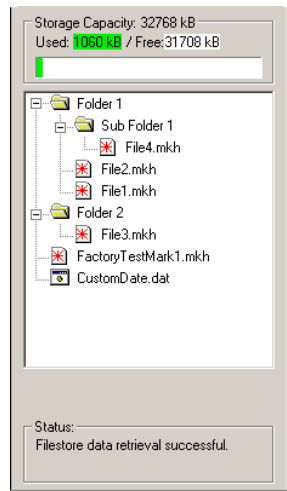 Storage Capacity: 32768 kB
Used: 1060 kB / Free:31708 kB
Folder 1
Sub Folder 1
File4.mkh
File2.mkh
File1.mkh
Folder 2
File3.mkh
FactoryTestMark1.mkh
CustomDate.dat
Status:
Filestore data retrieval successful.